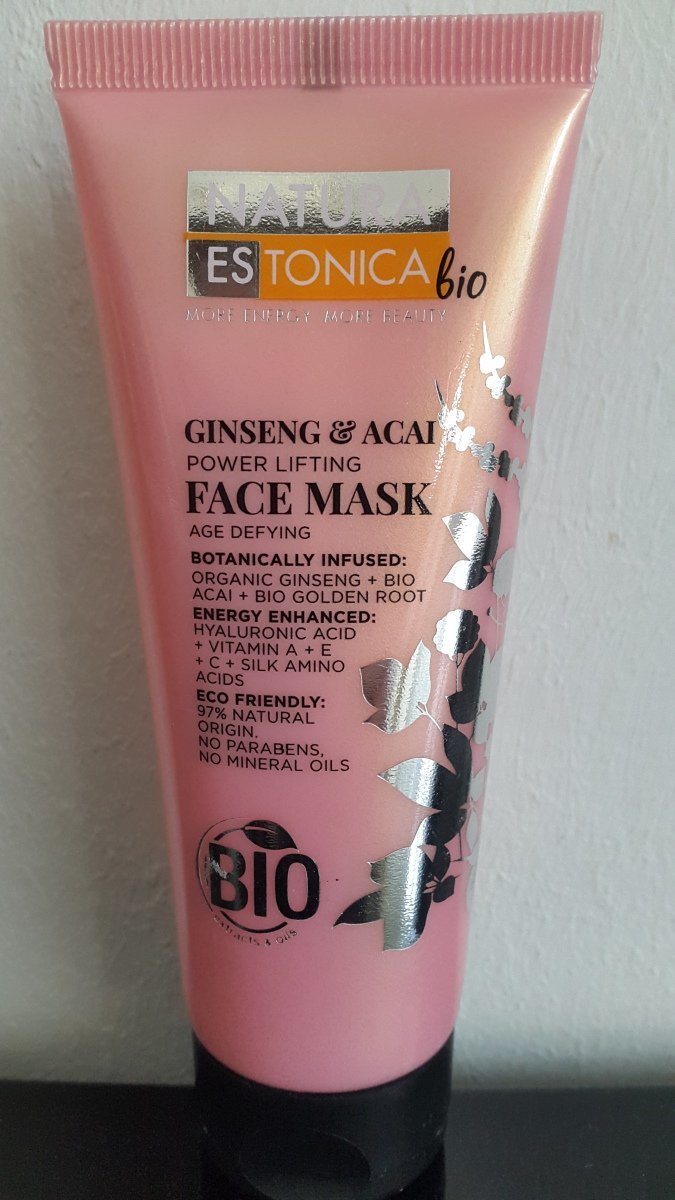 NATURA
ESTONICA bio
MORE ENERGY MORE BEAUTY
GINSENG & ACAI
POWER LIFTING
FACE MASK
AGE DEFYING
BOTANICALLY INFUSED:
ORGANIC GINSENG + BIO
ACAI + BIO GOLDEN ROOT
ENERGY ENHANCED:
HYALURONIC ACID
+ VITAMIN A + E
+ C + SILK AMINO
ACIDS
ECO FRIENDLY:
97% NATURAL
ORIGIN.
NO PARABENS,
NO MINERAL OILS
BIO
extracts & oils